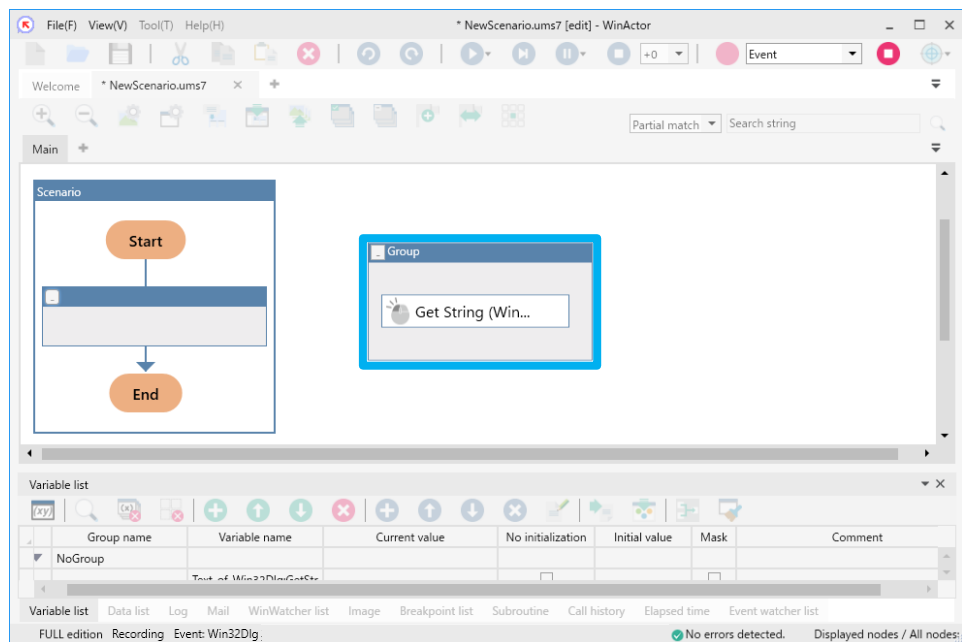 File(F) View(V) Tool(T) Help(H) * NewScenario.ums7 [edit] - WinActor
+0 Event
Welcome * NewScenario.ums7
Partial match Search string
Main
Scenario
Start
Group
Get String (Win...
End
Variable list
Group name Variable name Current value No initialization Initial value Mask Comment
NoGroup
Text_of_Win32DlgxGetStr
Variable list Data list Log Mail WinWatcher list Image Breakpoint list Subroutine Call history Elapsed time Event watcher list
FULL edition Recording Event: Win32Dlg. No errors detected. Displayed nodes / All nodes: